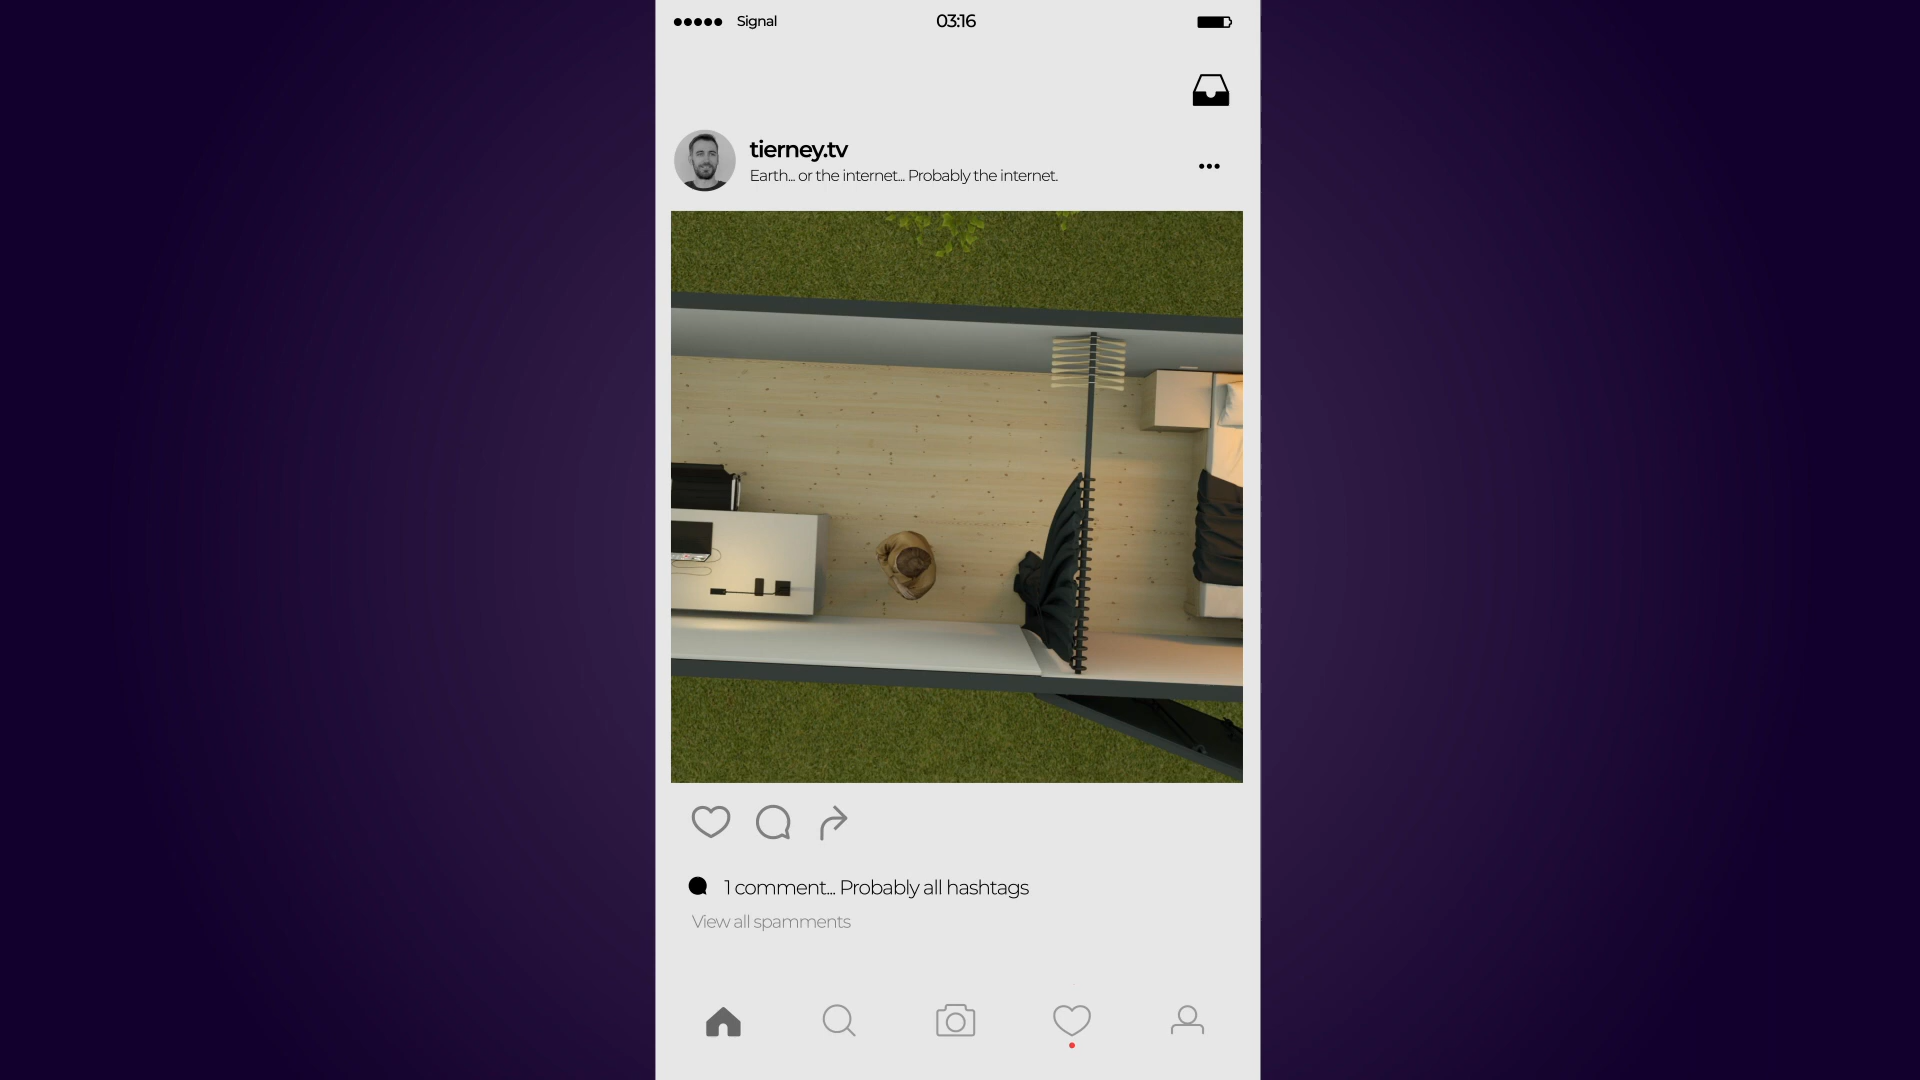 Signal
03:16
tierney.tv
Earth... or the internet... Probably the internet.
1 comment... Probably all hashtags
View all spamments